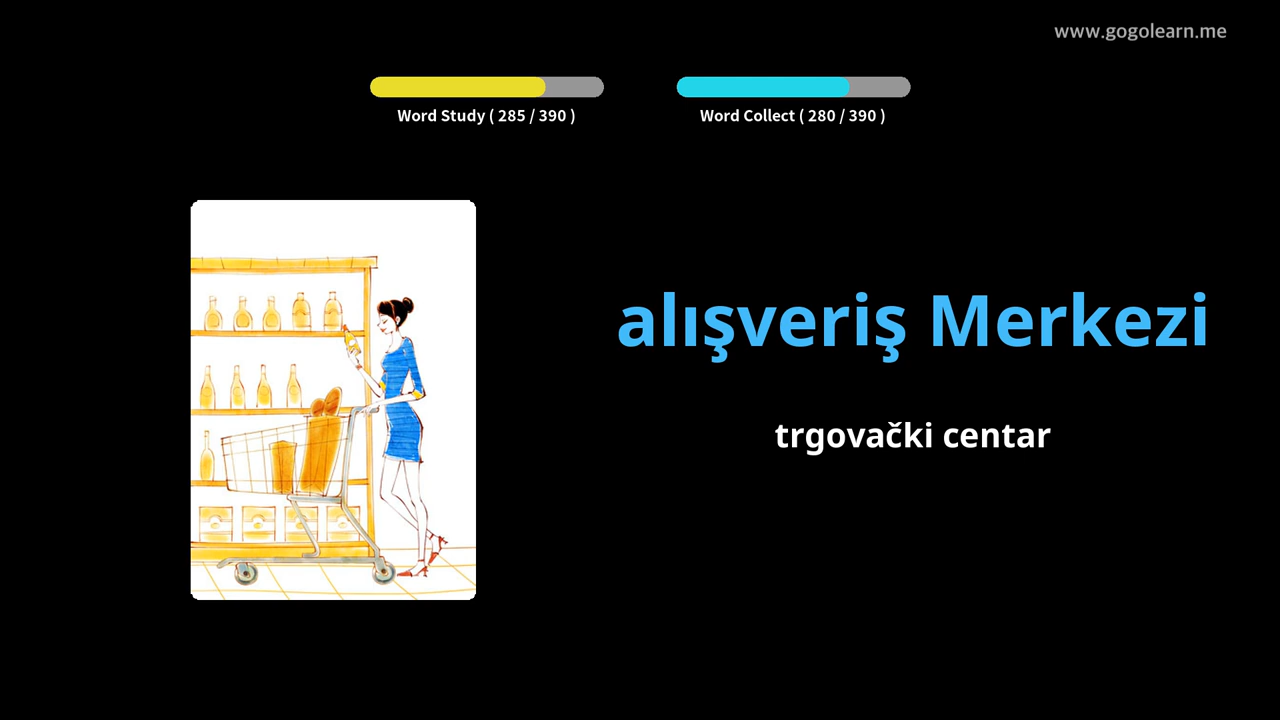 www.gogolearn.me
Word Study ( 285 / 390 )
Word Collect ( 280 / 390 )
alışveriş Merkezi
trgovački centar